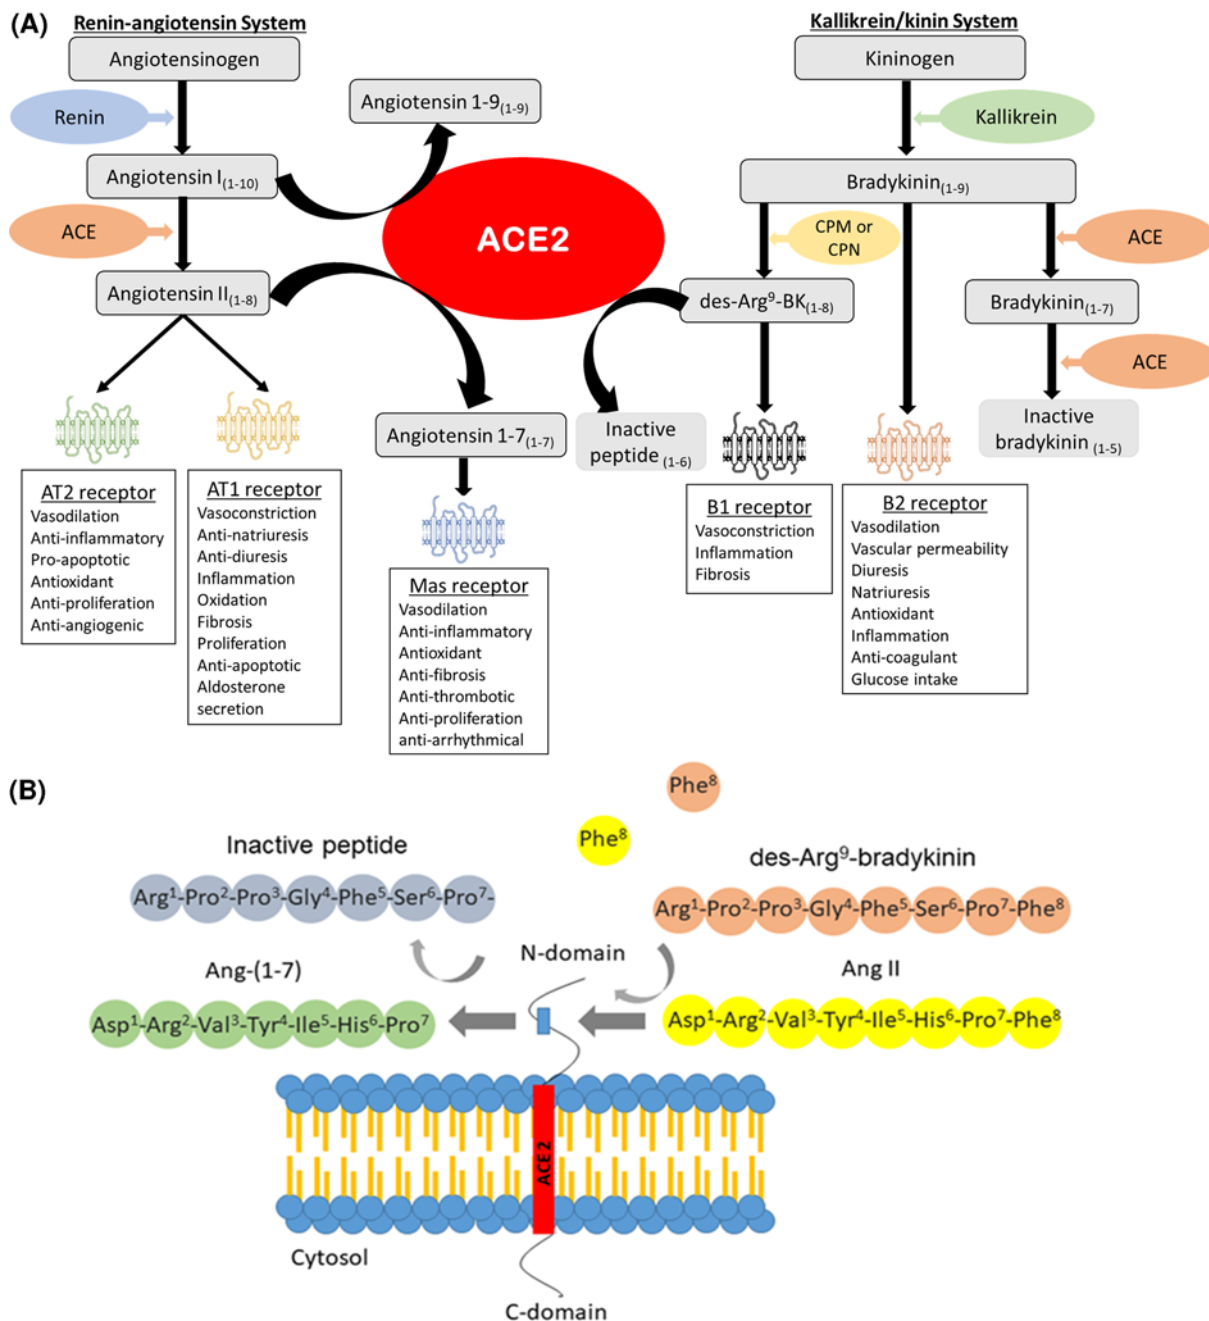 (A)
Renin-angiotensin System
Angiotensinogen
Renin
Angiotensin I(1-10)
ACE
Angiotensin II(1-8)
Angiotensin 1-9(1-9)
ACE2
Angiotensin 1-7(1-7)
AT2 receptor
Vasodilation
Anti-inflammatory
Pro-apoptotic
Antioxidant
Anti-proliferation
Anti-angiogenic
AT1 receptor
Vasoconstriction
Anti-natriuresis
Anti-diuresis
Inflammation
Oxidation
Fibrosis
Proliferation
Anti-apoptotic
Aldosterone
secretion
Mas receptor
Vasodilation
Anti-inflammatory
Antioxidant
Anti-fibrosis
Anti-thrombotic
Anti-proliferation
anti-arrhythmical
Kallikrein/kinin System
Kininogen
Kallikrein
Bradykinin(1-9)
CPM or
CPN
ACE
des-Arg⁹-BK(1-8)
Bradykinin(1-7)
ACE
Inactive
peptide (1-6)
Inactive
bradykinin (1-5)
B1 receptor
Vasoconstriction
Inflammation
Fibrosis
B2 receptor
Vasodilation
Vascular permeability
Diuresis
Natriuresis
Antioxidant
Inflammation
Anti-coagulant
Glucose intake
(B)
Phe⁸
Phe⁸
Inactive peptide
Arg¹-Pro²-Pro³-Gly⁴-Phe⁵-Ser⁶-Pro⁷-
des-Arg⁹-bradykinin
Arg¹-Pro²-Pro³-Gly⁴-Phe⁵-Ser⁶-Pro⁷-Phe⁸
N-domain
Ang-(1-7)
Asp¹-Arg²-Val³-Tyr⁴-Ile⁵-His⁶-Pro⁷
Ang II
Asp¹-Arg²-Val³-Tyr⁴-Ile⁵-His⁶-Pro⁷-Phe⁸
ACE 2
Cytosol
C-domain